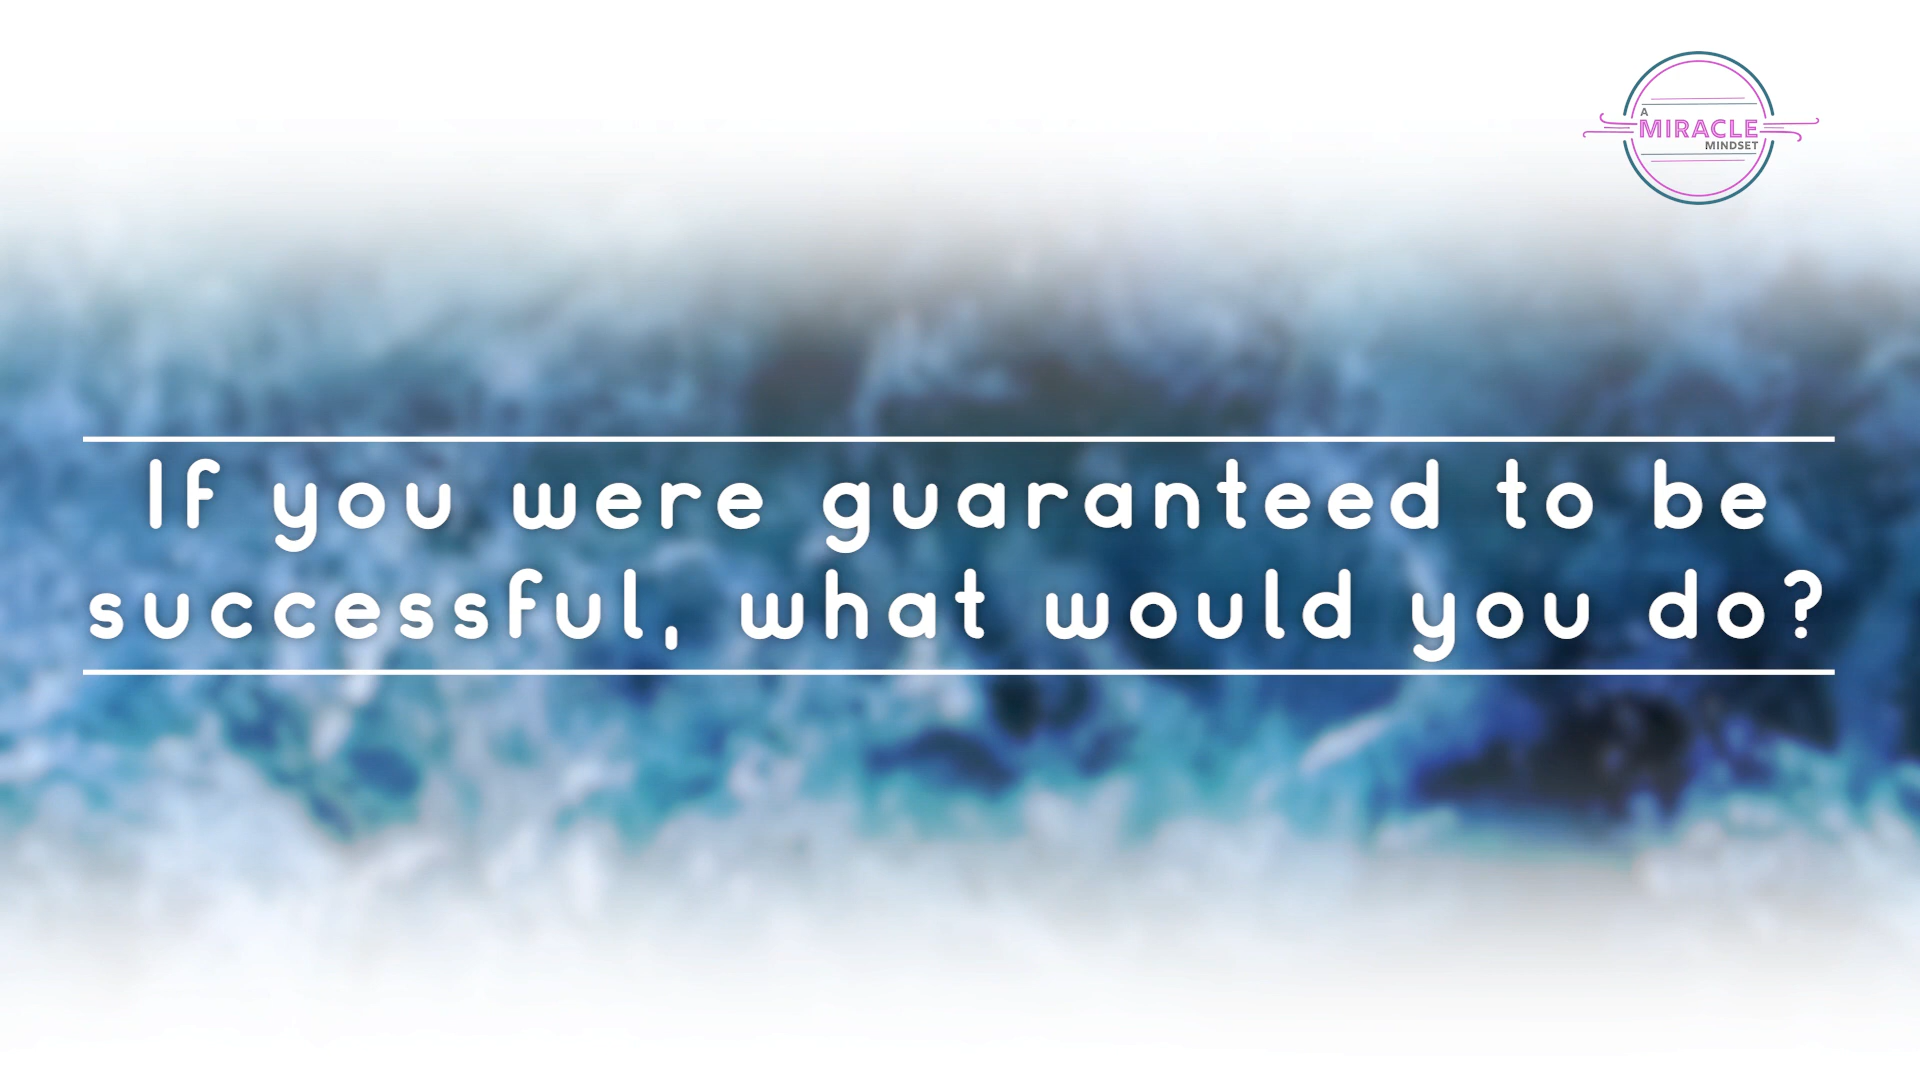 A
MIRACLE
MINDSET
If you were guaranteed to be
successful, what would you do?